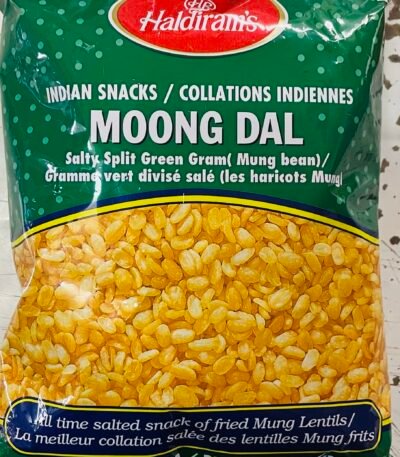 Haldiram's
INDIAN SNACKS / COLLATIONS INDIENNES
MOONG DAL
Salty Split Green Gram( Mung bean)/
Gramme vert divisé salé (les haricots Mung)
All time salted snack of fried Mung Lentils/
La meilleur collation salée des lentilles Mung frits